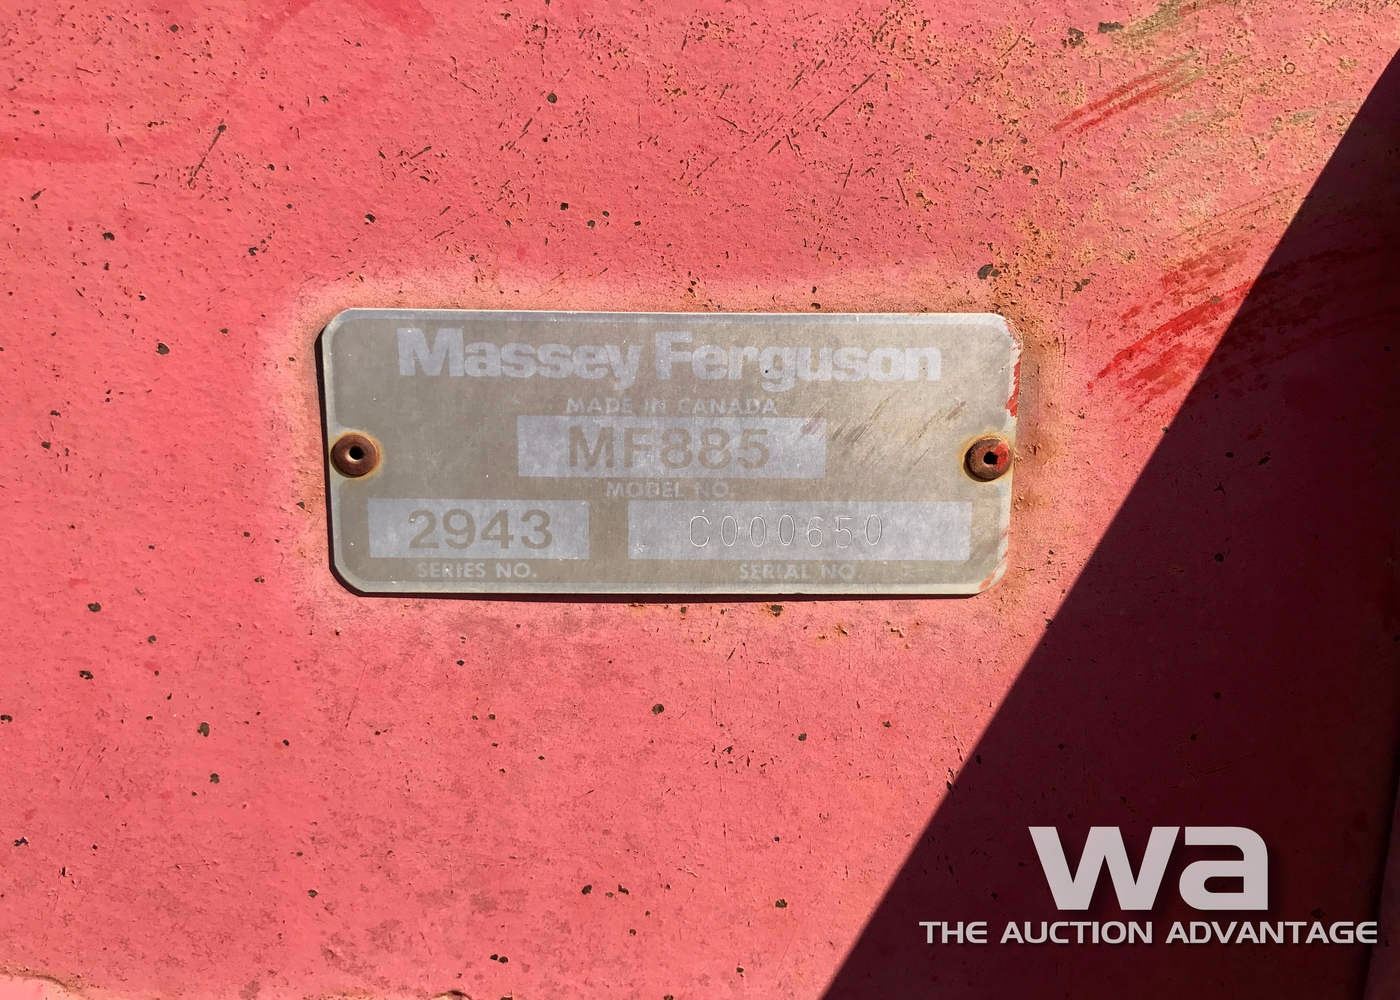 Massey Ferguson
MADE IN CANADA
MF885
MODEL NO.
2943
C000650
SERIES NO.
SERIAL NO.
wa
THE AUCTION ADVANTAGE